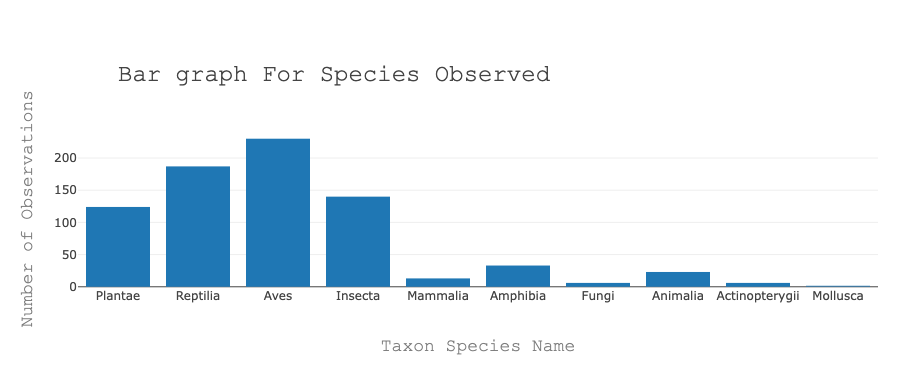 Bar graph For Species Observed
Number of Observations
200
150
100
50
0
Plantae Reptilia Aves Insecta Mammalia Amphibia Fungi Animalia Actinopterygii Mollusca
Taxon Species Name